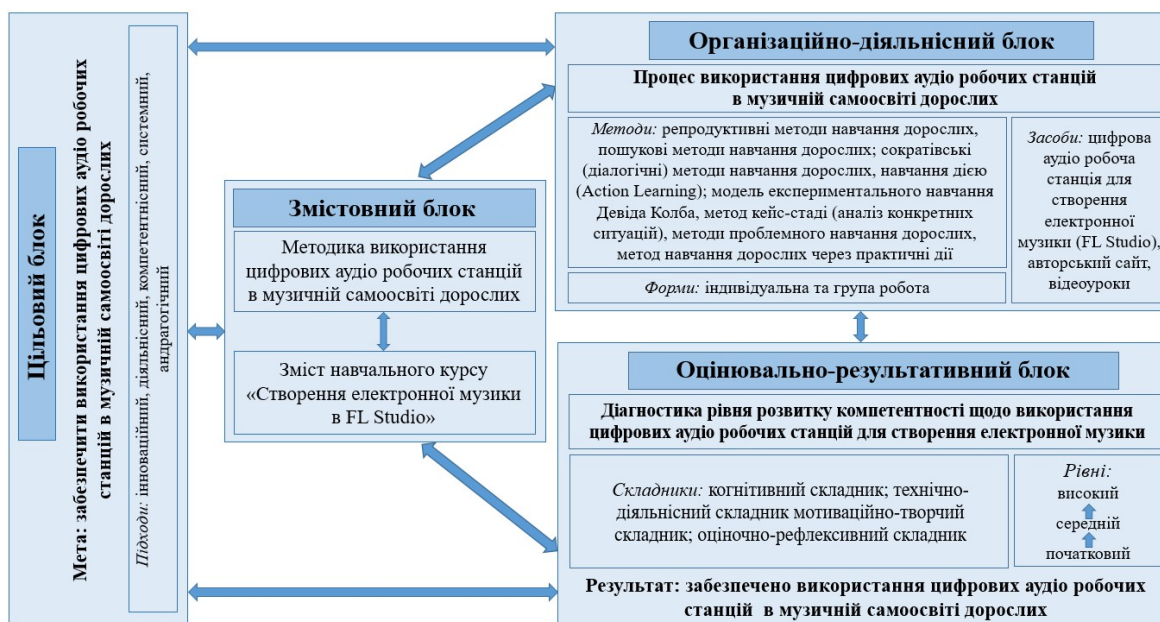 Цільовий блок
Мета: забезпечити використання цифрових аудіо робочих
станцій в музичній самоосвіті дорослих
Підходи: інноваційний, діяльнісний, компетентнісний, системний,
андрагогічний
Змістовний блок
Методика використання
цифрових аудіо робочих станцій
в музичній самоосвіті дорослих
Зміст навчального курсу
«Створення електронної музики
в FL Studio»
Організаційно-діяльнісний блок
Процес використання цифрових аудіо робочих станцій
в музичній самоосвіті дорослих
Методи: репродуктивні методи навчання дорослих,
пошукові методи навчання дорослих; сократівські
(діалогічні) методи навчання дорослих, навчання дією
(Action Learning); модель експериментального навчання
Девіда Колба, метод кейс-стаді (аналіз конкретних
ситуацій), методи проблемного навчання дорослих,
метод навчання дорослих через практичні дії
Форми: індивідуальна та група робота
Засоби: цифрова
аудіо робоча
станція для
створення
електронної
музики (FL Studio),
авторський сайт,
відеоуроки
Оцінювально-результативний блок
Діагностика рівня розвитку компетентності щодо використання
цифрових аудіо робочих станцій для створення електронної музики
Складники: когнітивний складник; технічно-
діяльнісний складник мотиваційно-творчий
складник; оціночно-рефлексивний складник
Рівні:
високий
середній
початковий
Результат: забезпечено використання цифрових аудіо робочих
станцій в музичній самоосвіті дорослих